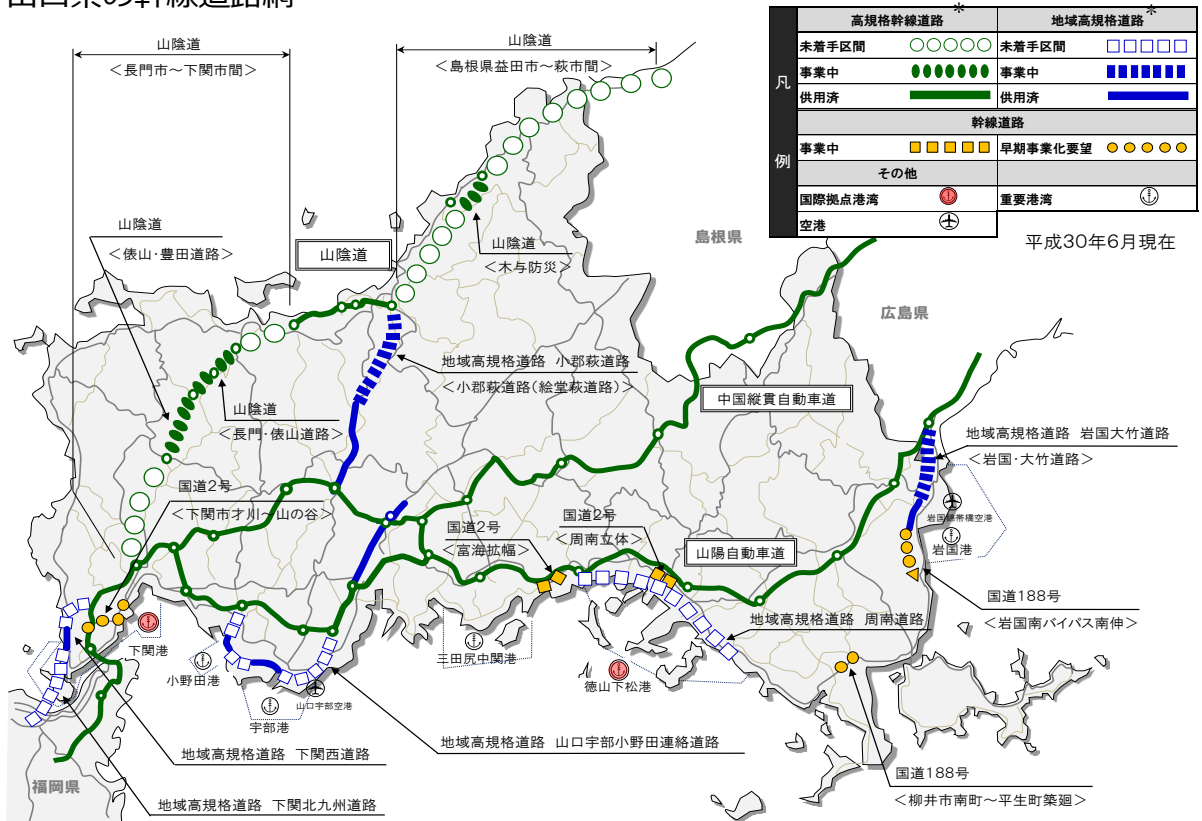 山口県の幹線道路網
凡例
高規格幹線道路*
地域高規格道路*
未着手区間
未着手区間
事業中
事業中
供用済
供用済
幹線道路
事業中
早期事業化要望
その他
国際拠点港湾
重要港湾
空港
平成30年6月現在
山陰道
＜長門市～下関市間＞
山陰道
＜島根県益田市～萩市間＞
山陰道
＜俵山・豊田道路＞
山陰道
山陰道
＜木与防災＞
島根県
広島県
地域高規格道路 小郡萩道路
＜小郡萩道路(絵堂萩道路)＞
山陰道
＜長門・俵山道路＞
中国縦貫自動車道
地域高規格道路 岩国大竹道路
＜岩国・大竹道路＞
国道2号
＜下関市才川～山の谷＞
国道2号
＜富海拡幅＞
国道2号
＜周南立体＞
山陽自動車道
岩国錦帯橋空港
岩国港
国道188号
＜岩国南バイパス南伸＞
地域高規格道路 周南道路
下関港
小野田港
宇部港
山口宇部空港
三田尻中関港
徳山下松港
地域高規格道路 山口宇部小野田連絡道路
地域高規格道路 下関西道路
国道188号
＜柳井市南町～平生町築廻＞
福岡県
地域高規格道路 下関北九州道路